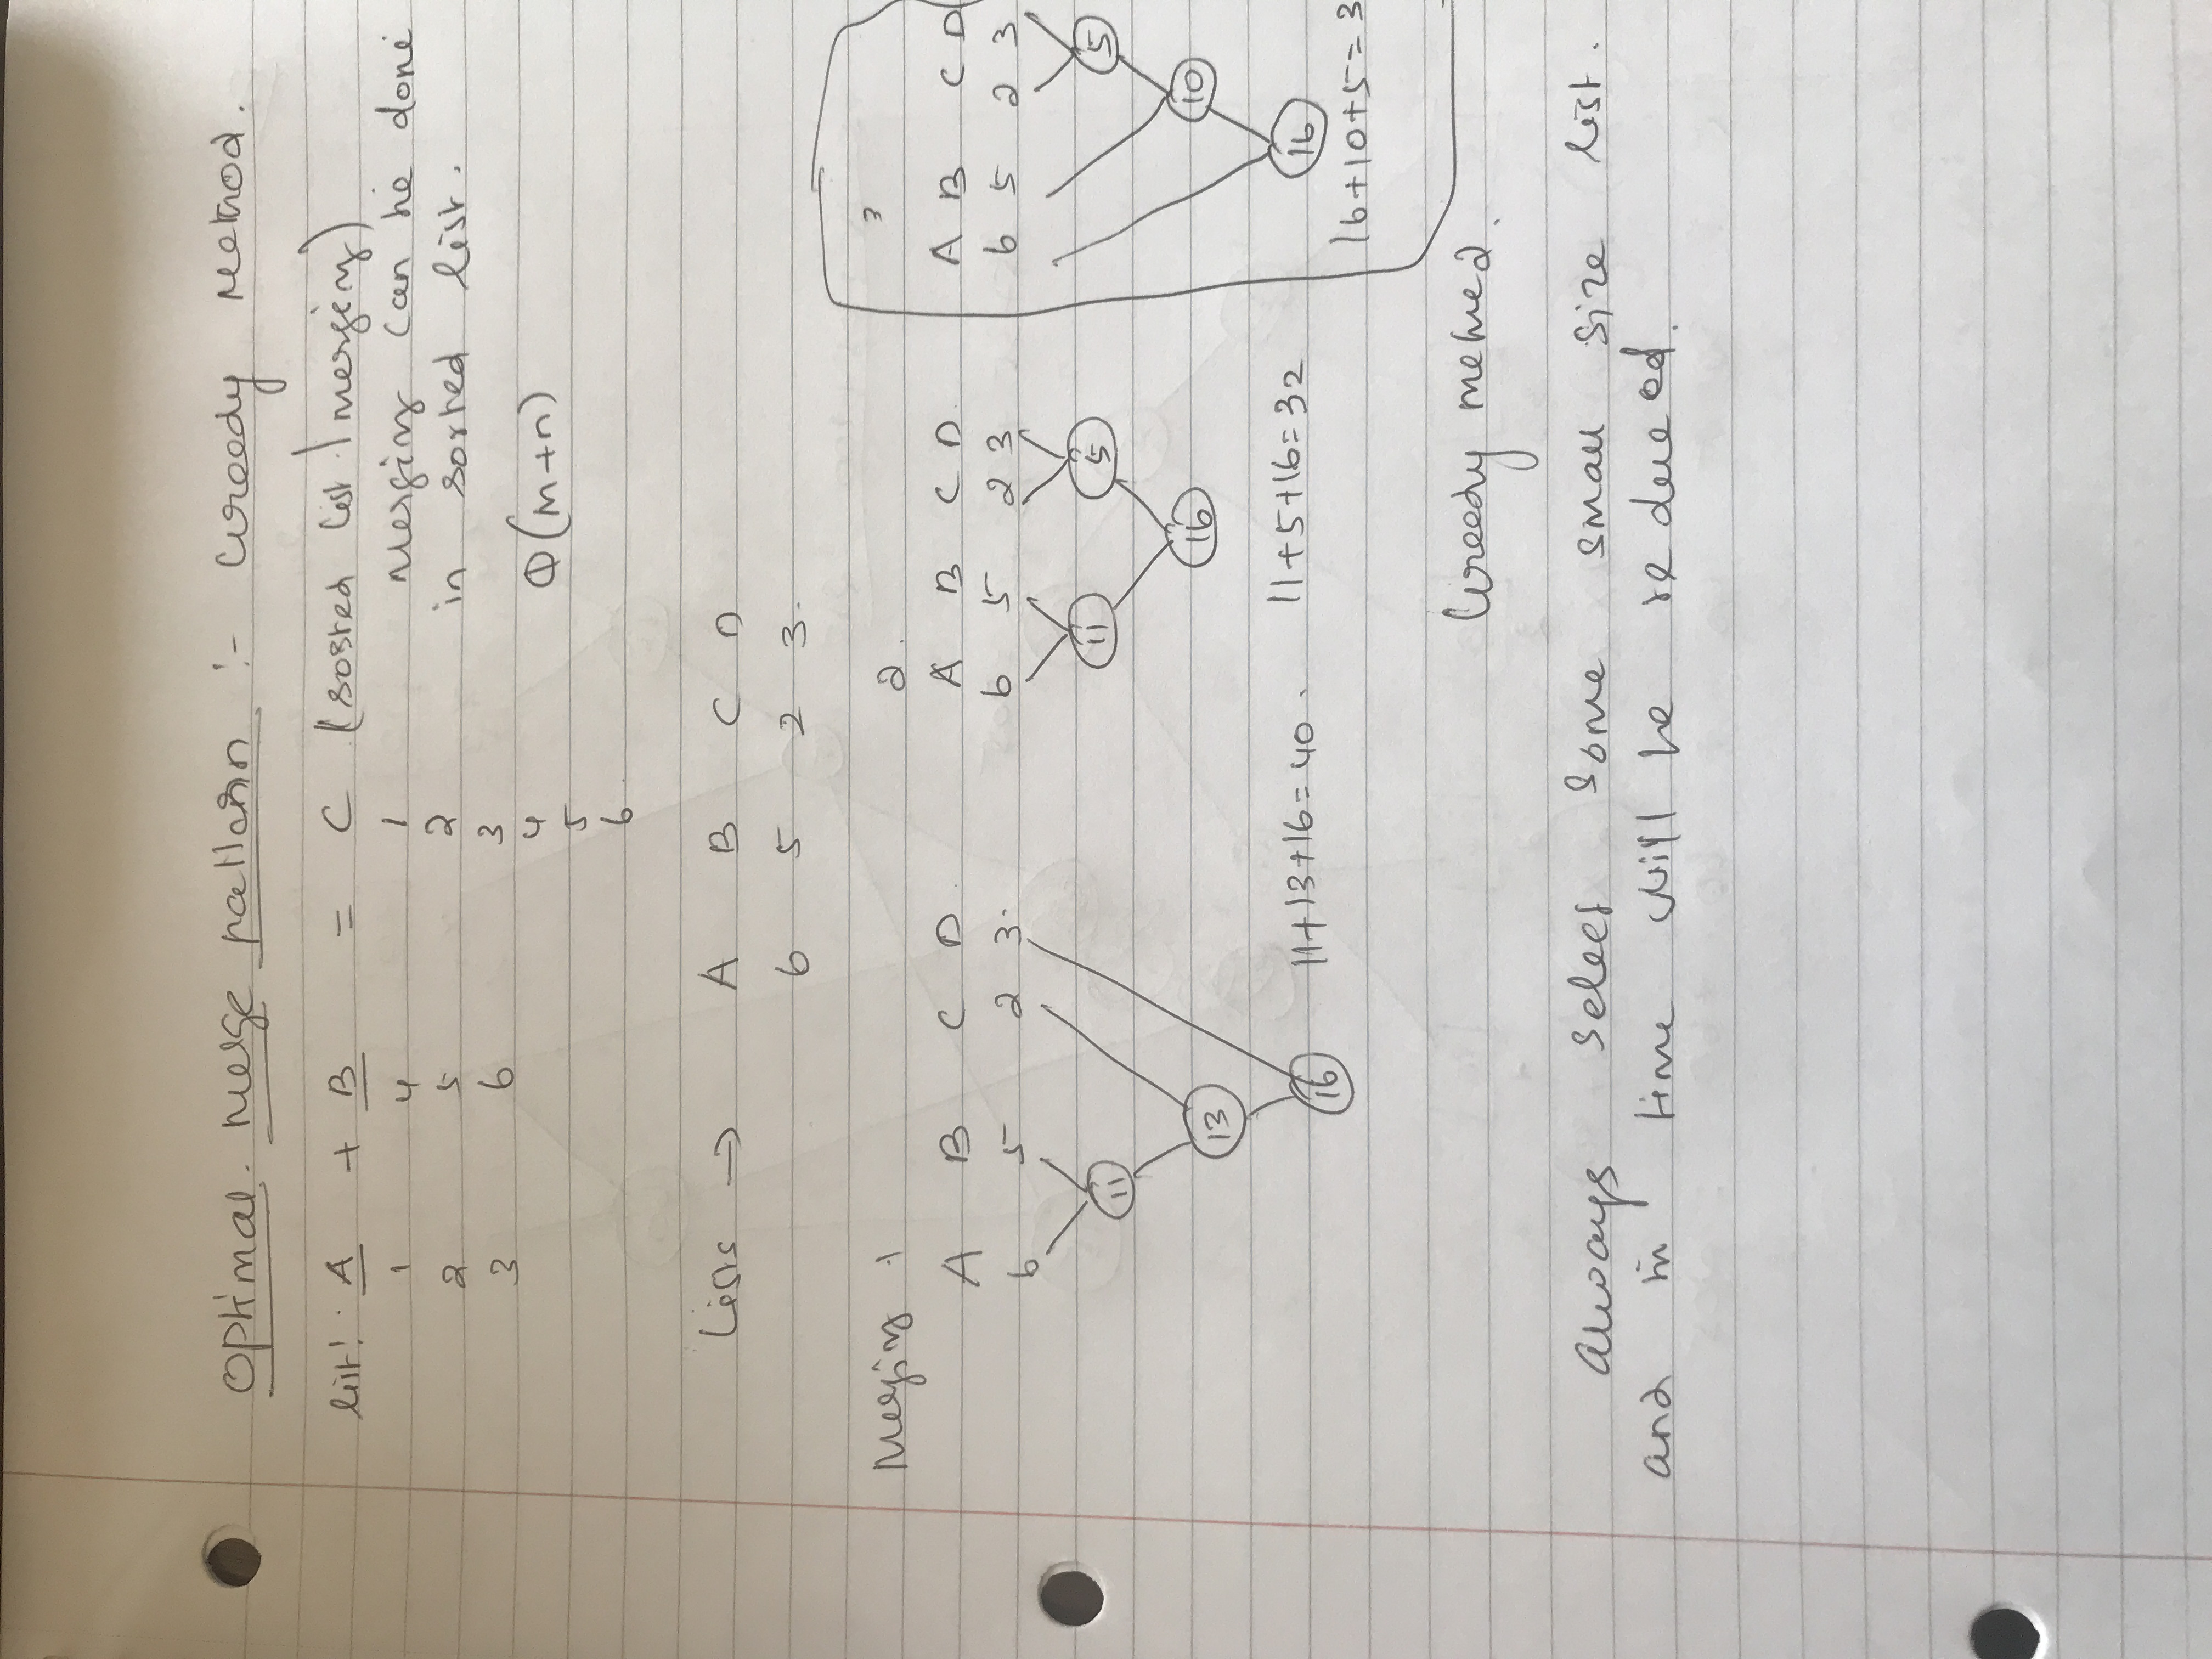 Optimal merge pattern :- Greedy Method.
list: A + B = C (sorted list / merging)
1 4 1 Merging can be done
2 5 2 in sorted list.
3 6 3
4 Θ(m+n)
5
6
Lists → A B C D
6 5 2 3
Merging 1 2. 3
A B C D A B C D A B C D
6 5 2 3 6 5 2 3 6 5 2 3
11 11 5 5
13 16 10
16 16
11+13+16=40 11+5+16=32 16+10+5=3
Greedy method.
Always select some small size list.
and in time will be reduced.